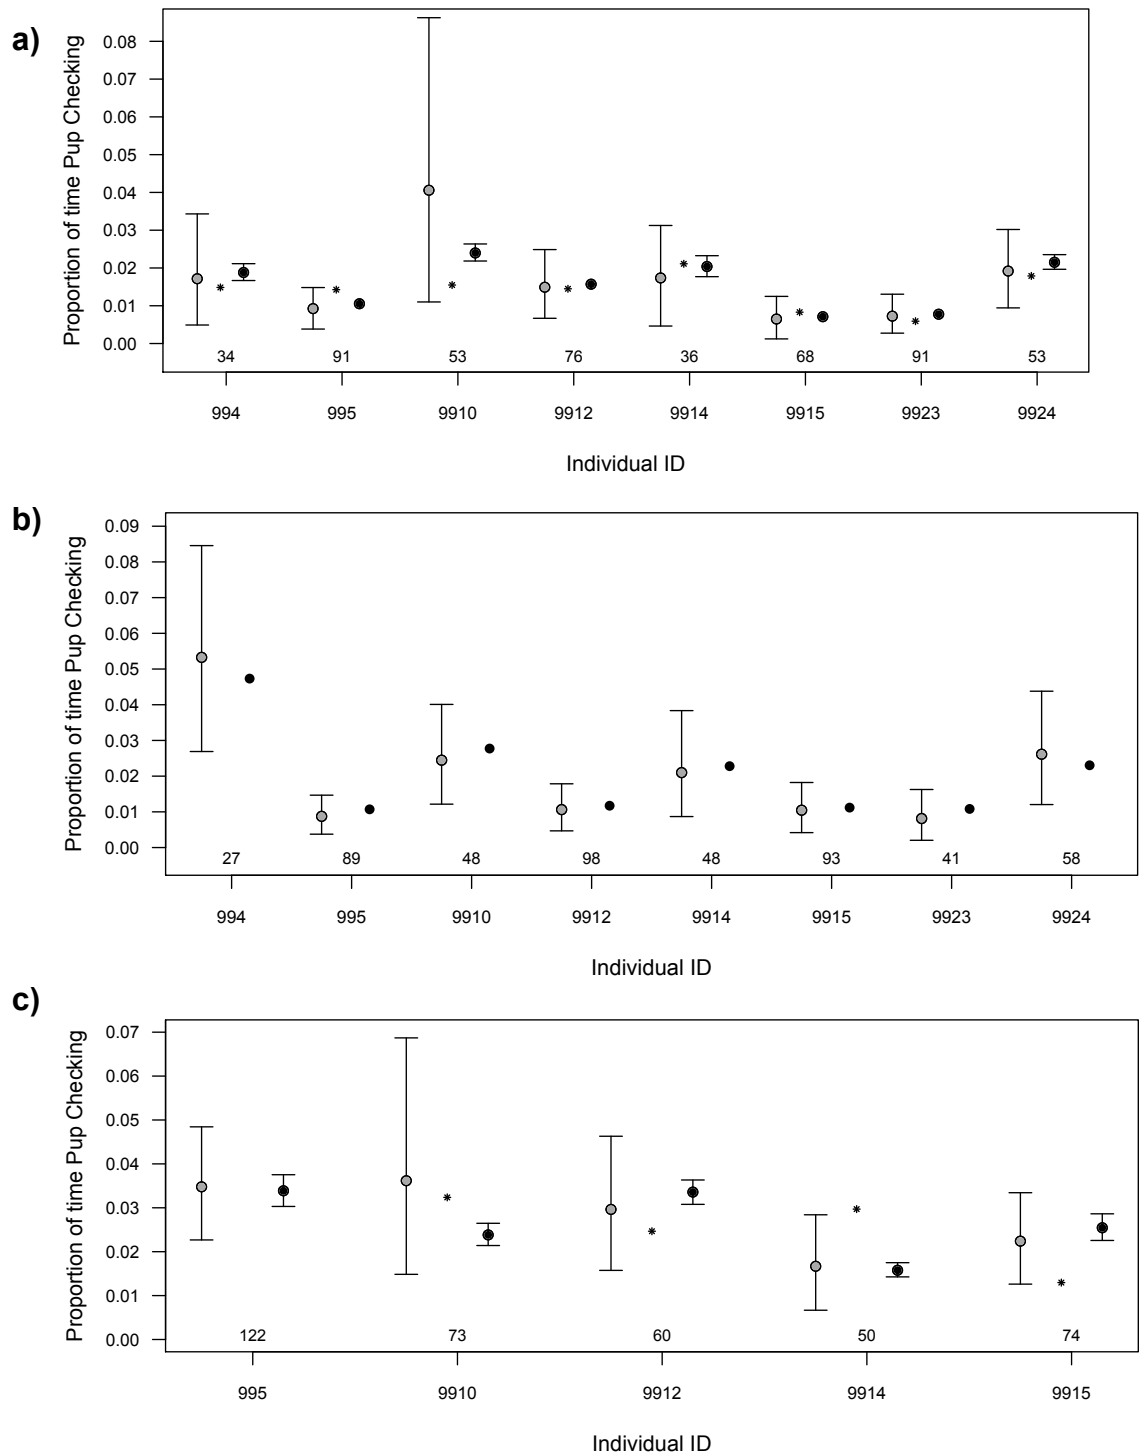 a)
Proportion of time Pup Checking
0.08
0.07
0.06
0.05
0.04
0.03
0.02
0.01
0.00
34 91 53 76 36 68 91 53
994 995 9910 9912 9914 9915 9923 9924
Individual ID
b)
Proportion of time Pup Checking
0.09
0.08
0.07
0.06
0.05
0.04
0.03
0.02
0.01
0.00
27 89 48 98 48 93 41 58
994 995 9910 9912 9914 9915 9923 9924
Individual ID
c)
Proportion of time Pup Checking
0.07
0.06
0.05
0.04
0.03
0.02
0.01
0.00
122 73 60 50 74
995 9910 9912 9914 9915
Individual ID